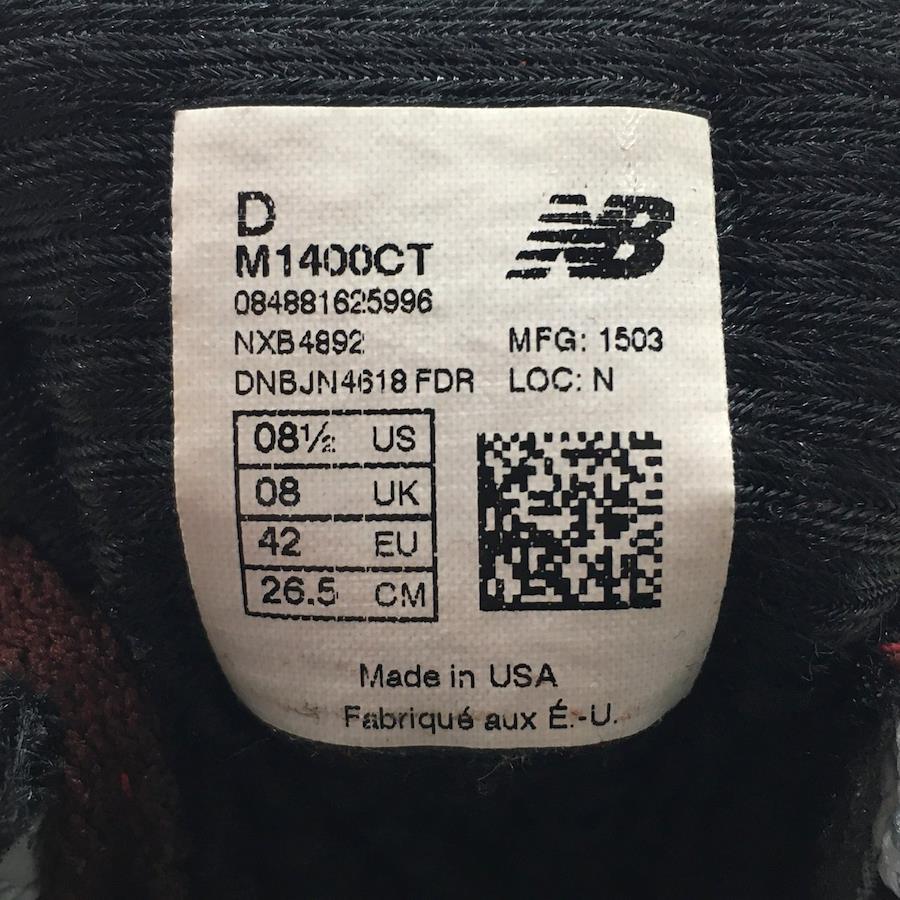 D
NB
M1400CT
084881625996
NXB4892 MFG: 1503
DNBJN4618 FDR LOC: N
08½ US
08 UK
42 EU
26.5 CM
Made in USA
Fabriqué aux É.-U.